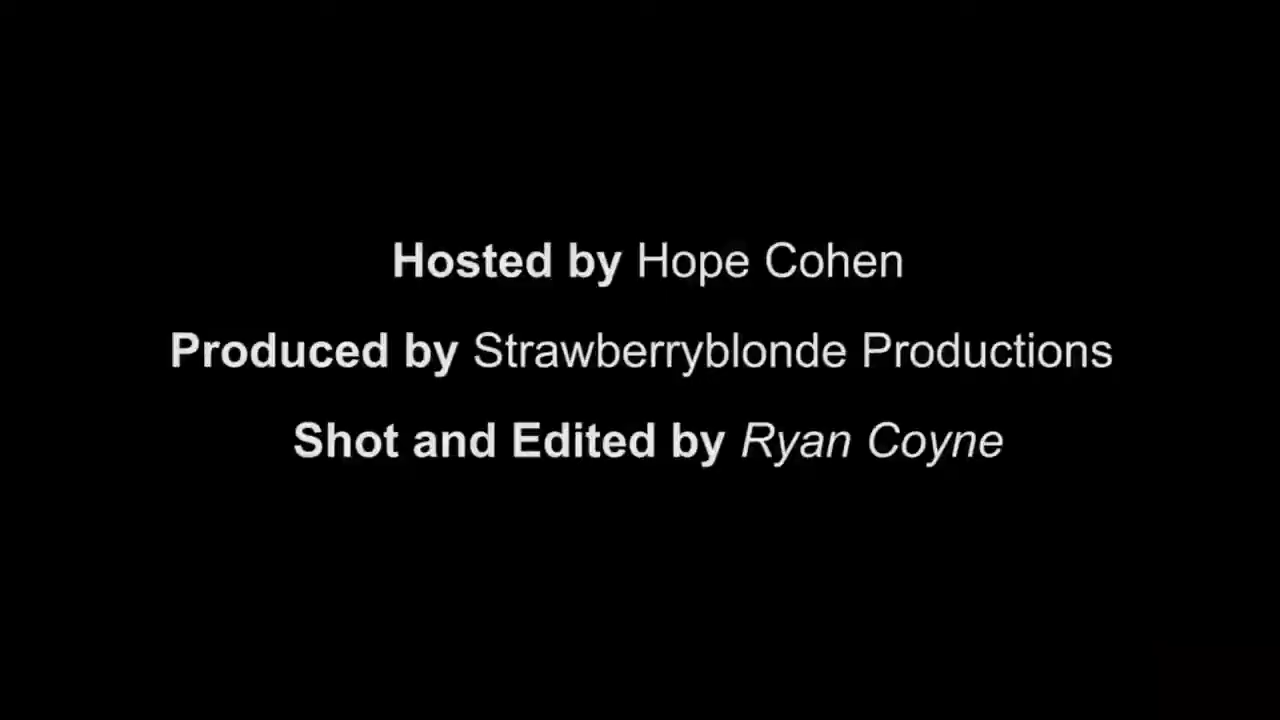 Hosted by Hope Cohen
Produced by Strawberryblonde Productions
Shot and Edited by Ryan Coyne